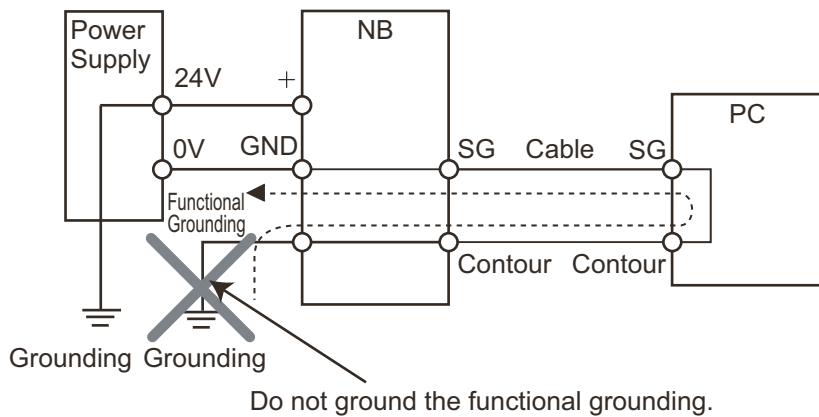 Power
Supply
NB
24V
+
PC
0V
GND
SG
Cable
SG
Functional
Grounding
Contour
Contour
Grounding
Grounding
Do not ground the functional grounding.